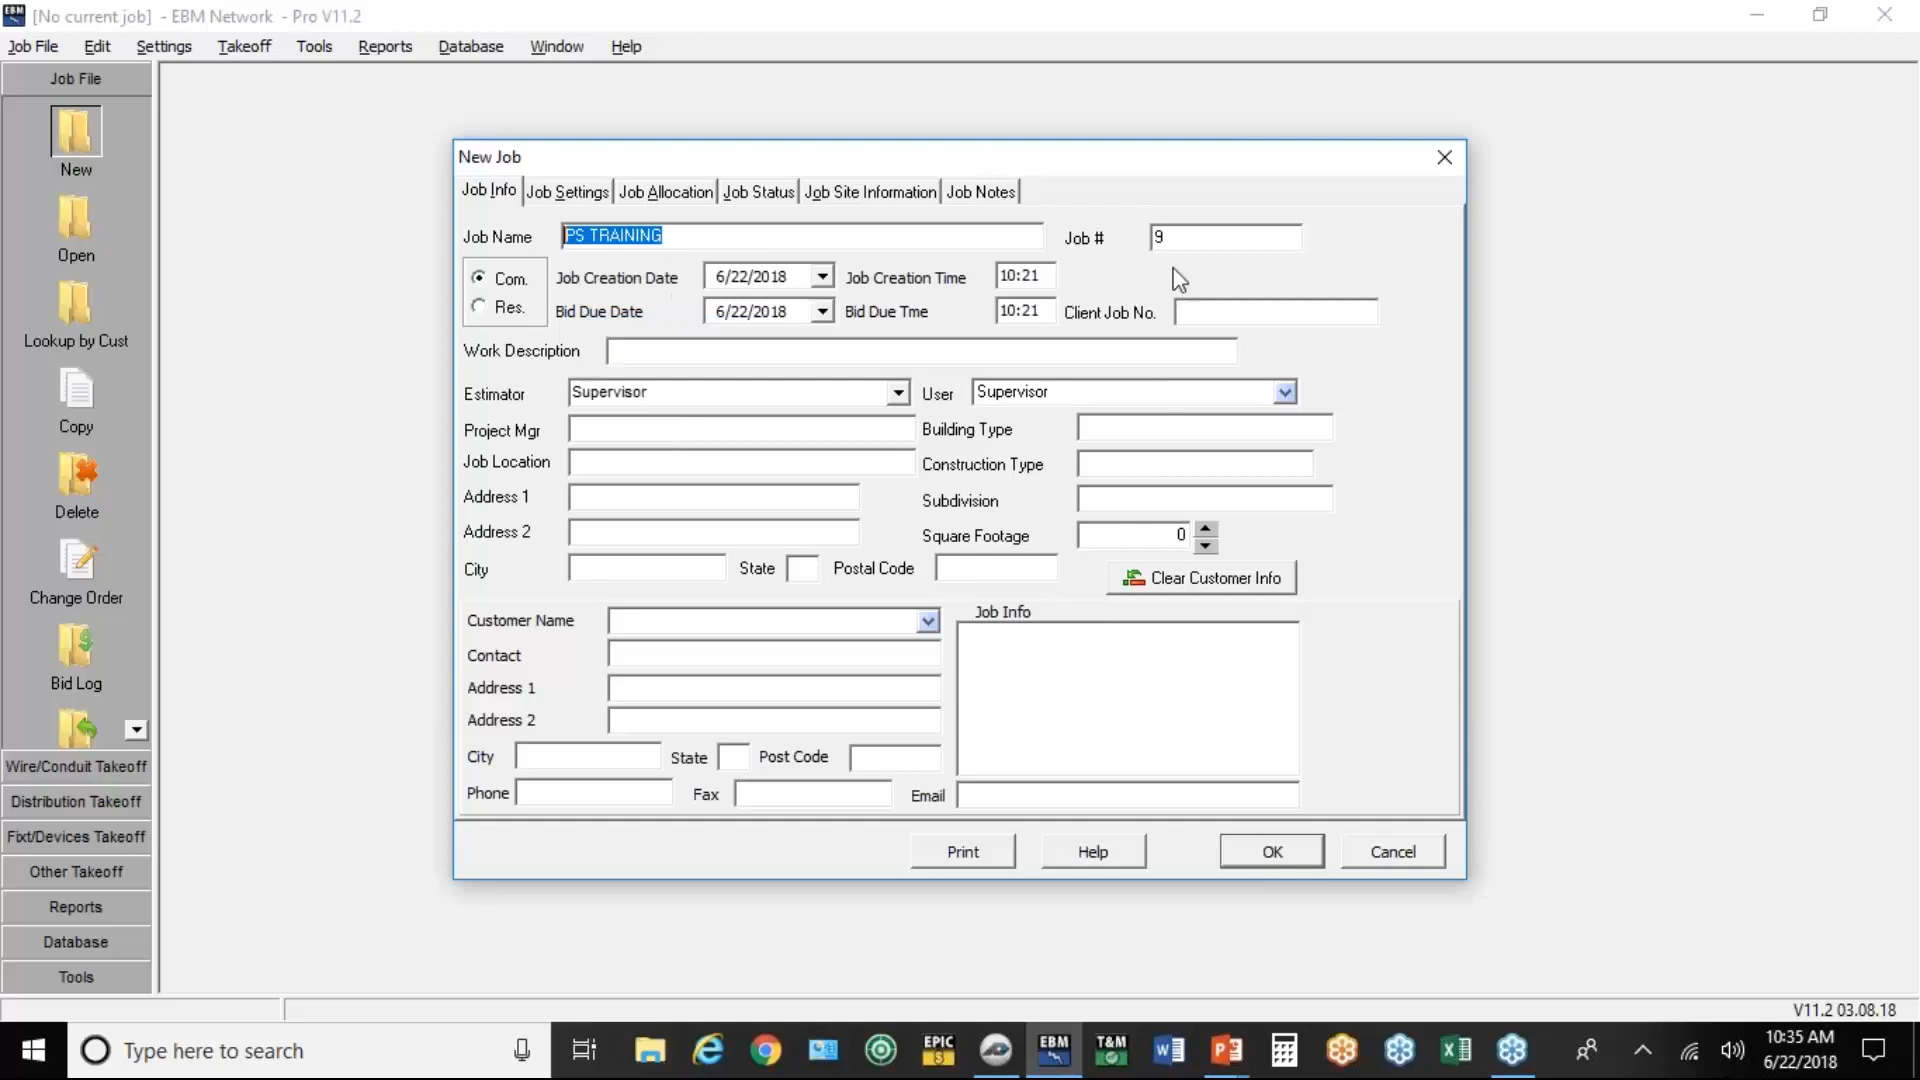 [No current job] - EBM Network - Pro V11.2
Job File Edit Settings Takeoff Tools Reports Database Window Help
Job File
New
Open
Lookup by Cust
Copy
Delete
Change Order
Bid Log
Wire/Conduit Takeoff
Distribution Takeoff
Fixt/Devices Takeoff
Other Takeoff
Reports
Database
Tools
New Job
Job Info Job Settings Job Allocation Job Status Job Site Information Job Notes
Job Name PS TRAINING Job # 9
Com. Job Creation Date 6/22/2018 Job Creation Time 10:21
Res. Bid Due Date 6/22/2018 Bid Due Tme 10:21 Client Job No.
Work Description
Estimator Supervisor User Supervisor
Project Mgr Building Type
Job Location Construction Type
Address 1 Subdivision
Address 2 Square Footage 0
City State Postal Code Clear Customer Info
Customer Name Job Info
Contact
Address 1
Address 2
City State Post Code
Phone Fax Email
Print Help OK Cancel
V11.2 03.08.18
Type here to search
EPIC
S
EBM
T&M
10:35 AM
6/22/2018